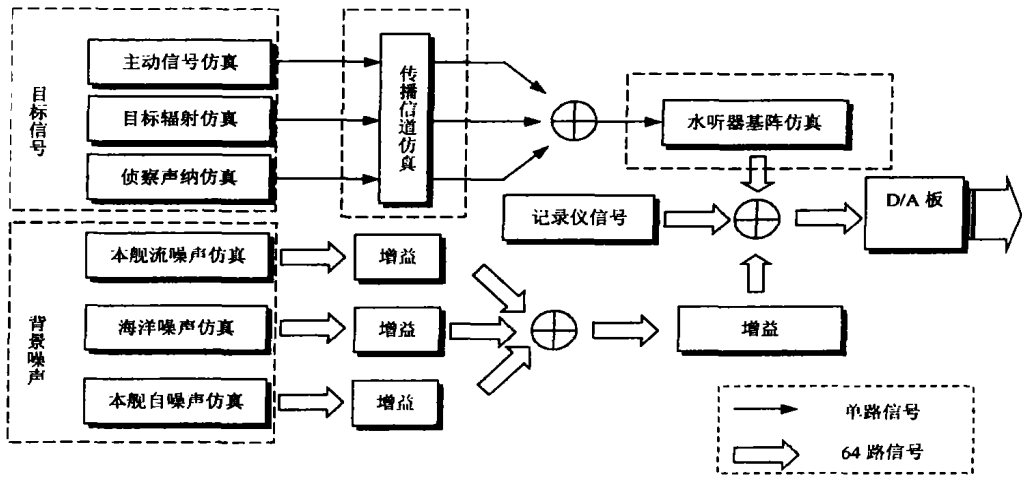 目标信号
主动信号仿真
目标辐射仿真
侦察声纳仿真
传播信道仿真
水听器基阵仿真
记录仪信号
D/A 板
背景噪声
本舰流噪声仿真
增益
海洋噪声仿真
增益
增益
本舰自噪声仿真
增益
单路信号
64 路信号